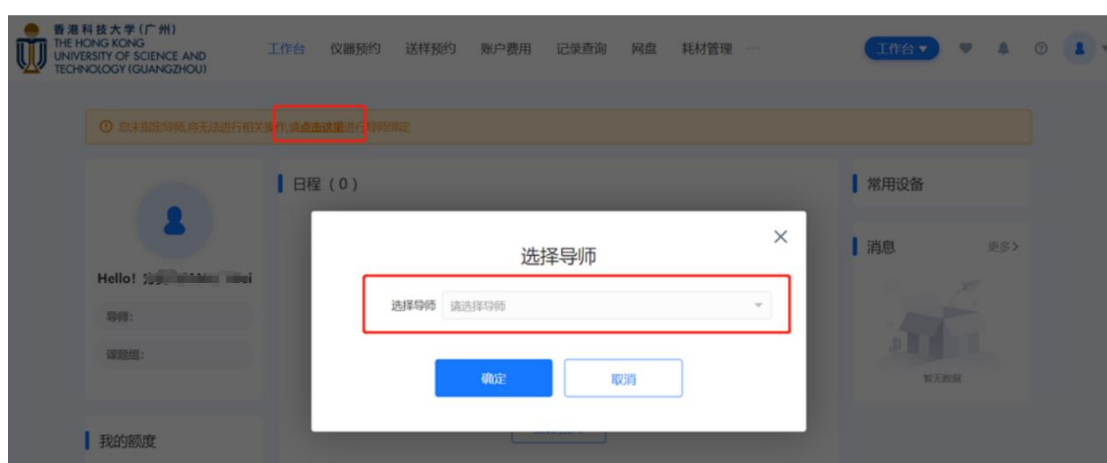 香港科技大学(广州)
THE HONG KONG
UNIVERSITY OF SCIENCE AND
TECHNOLOGY (GUANGZHOU)
工作台 仪器预约 送样预约 账户费用 记录查询 网盘 耗材管理 ···
工作台
您未指定导师,将无法进行相关操作,请点击这里进行导师绑定
日程(0)
常用设备
消息 更多>
Hello!
导师:
课题组:
选择导师
选择导师 请选择导师
确定 取消
暂无数据
我的额度